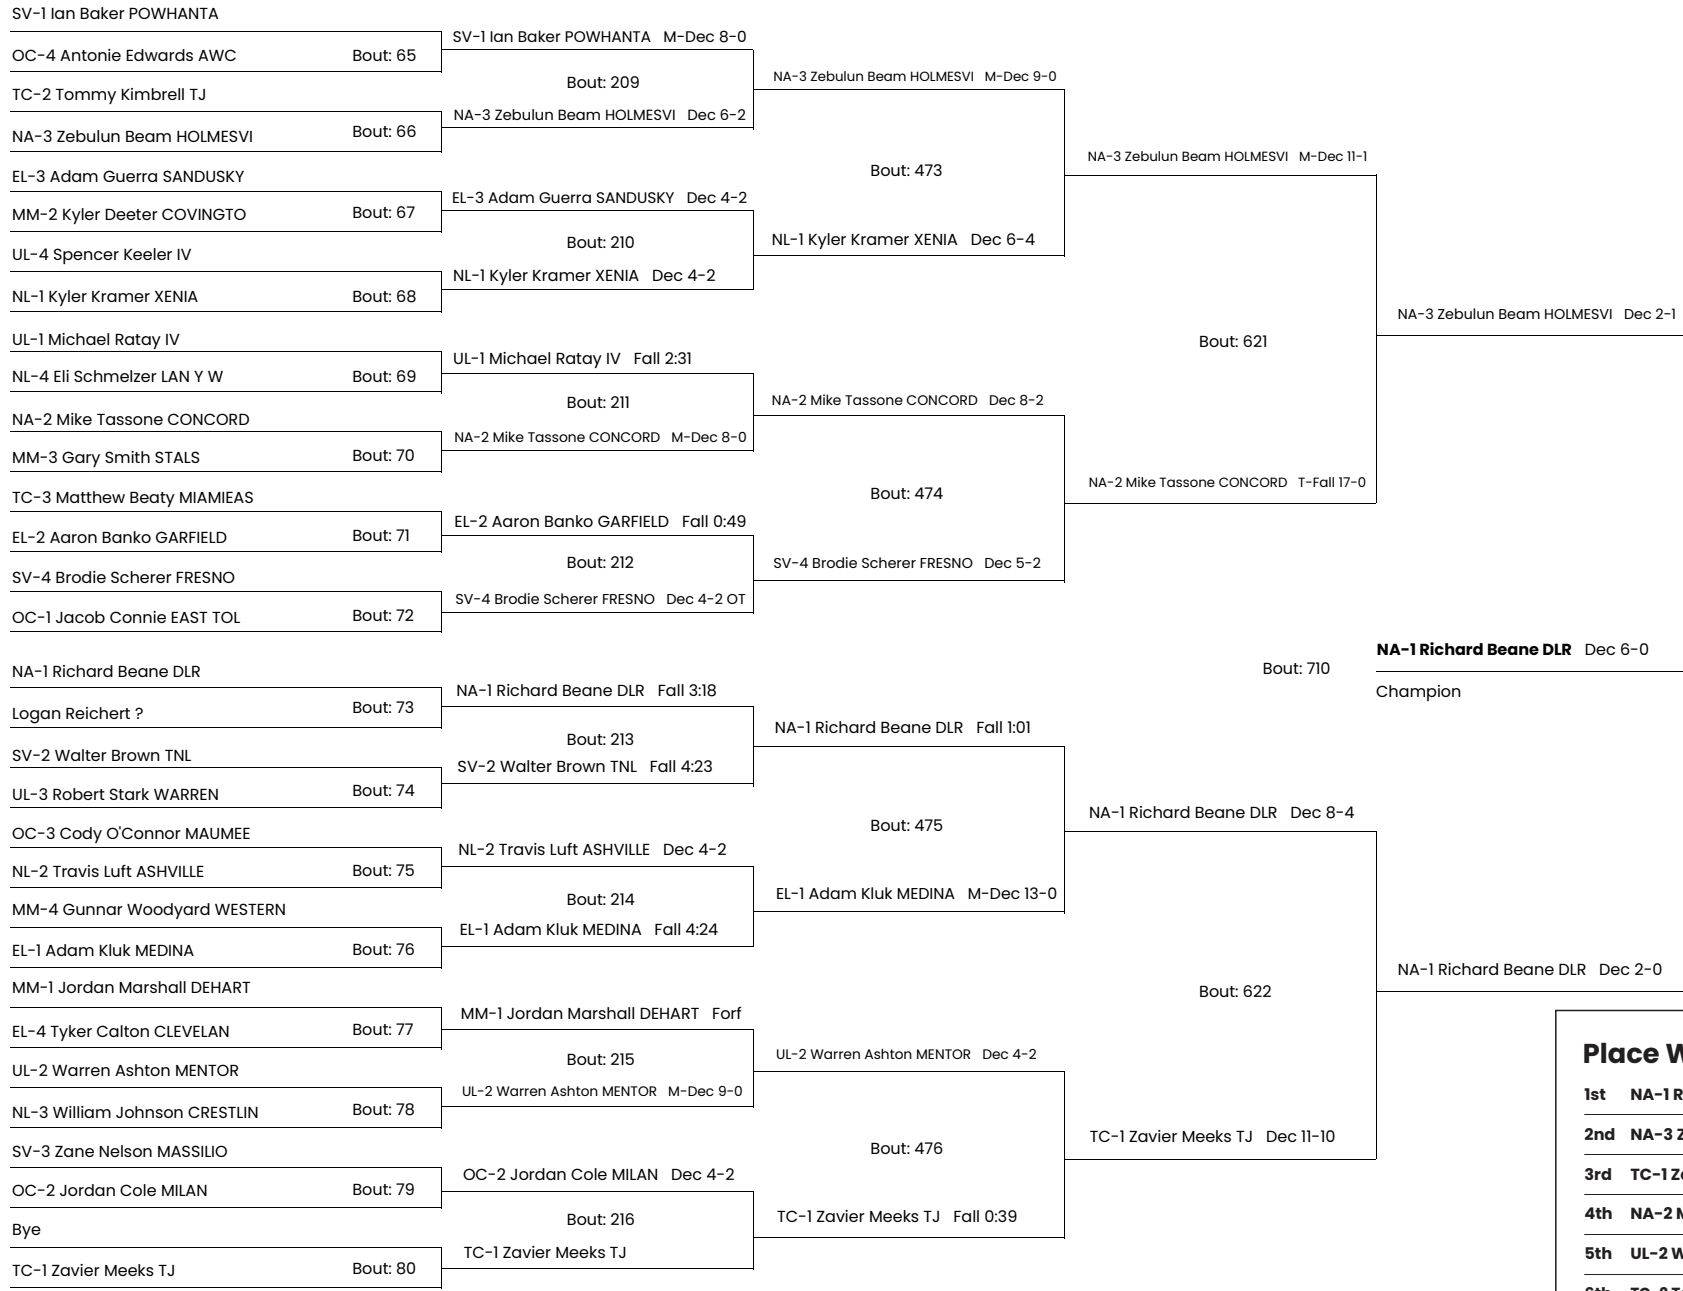 SV-1 Ian Baker POWHANTA
OC-4 Antonie Edwards AWC Bout: 65
TC-2 Tommy Kimbrell TJ
NA-3 Zebulun Beam HOLMESVI Bout: 66
EL-3 Adam Guerra SANDUSKY
MM-2 Kyler Deeter COVINGTO Bout: 67
UL-4 Spencer Keeler IV
NL-1 Kyler Kramer XENIA Bout: 68
UL-1 Michael Ratay IV
NL-4 Eli Schmelzer LAN Y W Bout: 69
NA-2 Mike Tassone CONCORD
MM-3 Gary Smith STALS Bout: 70
TC-3 Matthew Beaty MIAMIEAS
EL-2 Aaron Banko GARFIELD Bout: 71
SV-4 Brodie Scherer FRESNO
OC-1 Jacob Connie EAST TOL Bout: 72
NA-1 Richard Beane DLR
Logan Reichert ? Bout: 73
SV-2 Walter Brown TNL
UL-3 Robert Stark WARREN Bout: 74
OC-3 Cody O'Connor MAUMEE
NL-2 Travis Luft ASHVILLE Bout: 75
MM-4 Gunnar Woodyard WESTERN
EL-1 Adam Kluk MEDINA Bout: 76
MM-1 Jordan Marshall DEHART
EL-4 Tyker Calton CLEVELAN Bout: 77
UL-2 Warren Ashton MENTOR
NL-3 William Johnson CRESTLIN Bout: 78
SV-3 Zane Nelson MASSILIO
OC-2 Jordan Cole MILAN Bout: 79
Bye
TC-1 Zavier Meeks TJ Bout: 80
SV-1 Ian Baker POWHANTA M-Dec 8-0
Bout: 209
NA-3 Zebulun Beam HOLMESVI Dec 6-2
EL-3 Adam Guerra SANDUSKY Dec 4-2
Bout: 210
NL-1 Kyler Kramer XENIA Dec 4-2
UL-1 Michael Ratay IV Fall 2:31
Bout: 211
NA-2 Mike Tassone CONCORD M-Dec 8-0
EL-2 Aaron Banko GARFIELD Fall 0:49
Bout: 212
SV-4 Brodie Scherer FRESNO Dec 4-2 OT
NA-1 Richard Beane DLR Fall 3:18
Bout: 213
SV-2 Walter Brown TNL Fall 4:23
NL-2 Travis Luft ASHVILLE Dec 4-2
Bout: 214
EL-1 Adam Kluk MEDINA Fall 4:24
MM-1 Jordan Marshall DEHART Forf
Bout: 215
UL-2 Warren Ashton MENTOR M-Dec 9-0
OC-2 Jordan Cole MILAN Dec 4-2
Bout: 216
TC-1 Zavier Meeks TJ
NA-3 Zebulun Beam HOLMESVI M-Dec 9-0
Bout: 473
NL-1 Kyler Kramer XENIA Dec 6-4
NA-2 Mike Tassone CONCORD Dec 8-2
Bout: 474
SV-4 Brodie Scherer FRESNO Dec 5-2
NA-1 Richard Beane DLR Fall 1:01
Bout: 475
EL-1 Adam Kluk MEDINA M-Dec 13-0
UL-2 Warren Ashton MENTOR Dec 4-2
Bout: 476
TC-1 Zavier Meeks TJ Fall 0:39
NA-3 Zebulun Beam HOLMESVI M-Dec 11-1
Bout: 621
NA-2 Mike Tassone CONCORD T-Fall 17-0
NA-1 Richard Beane DLR Dec 8-4
Bout: 622
TC-1 Zavier Meeks TJ Dec 11-10
NA-3 Zebulun Beam HOLMESVI Dec 2-1
Bout: 710
NA-1 Richard Beane DLR Dec 6-0
Champion
NA-1 Richard Beane DLR Dec 2-0
Place W
1st NA-1 R
2nd NA-3 Z
3rd TC-1 Z
4th NA-2 M
5th UL-2 W